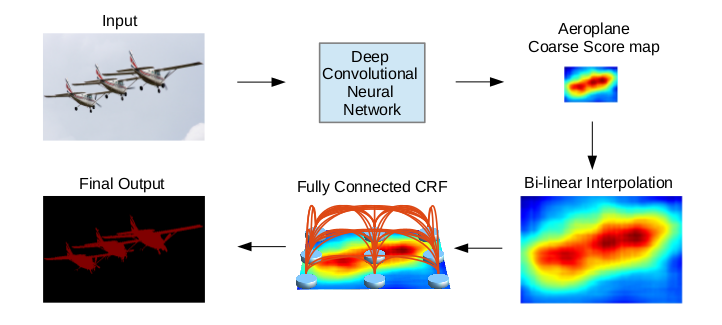 Input
Deep
Convolutional
Neural
Network
Aeroplane
Coarse Score map
Final Output
Fully Connected CRF
Bi-linear Interpolation